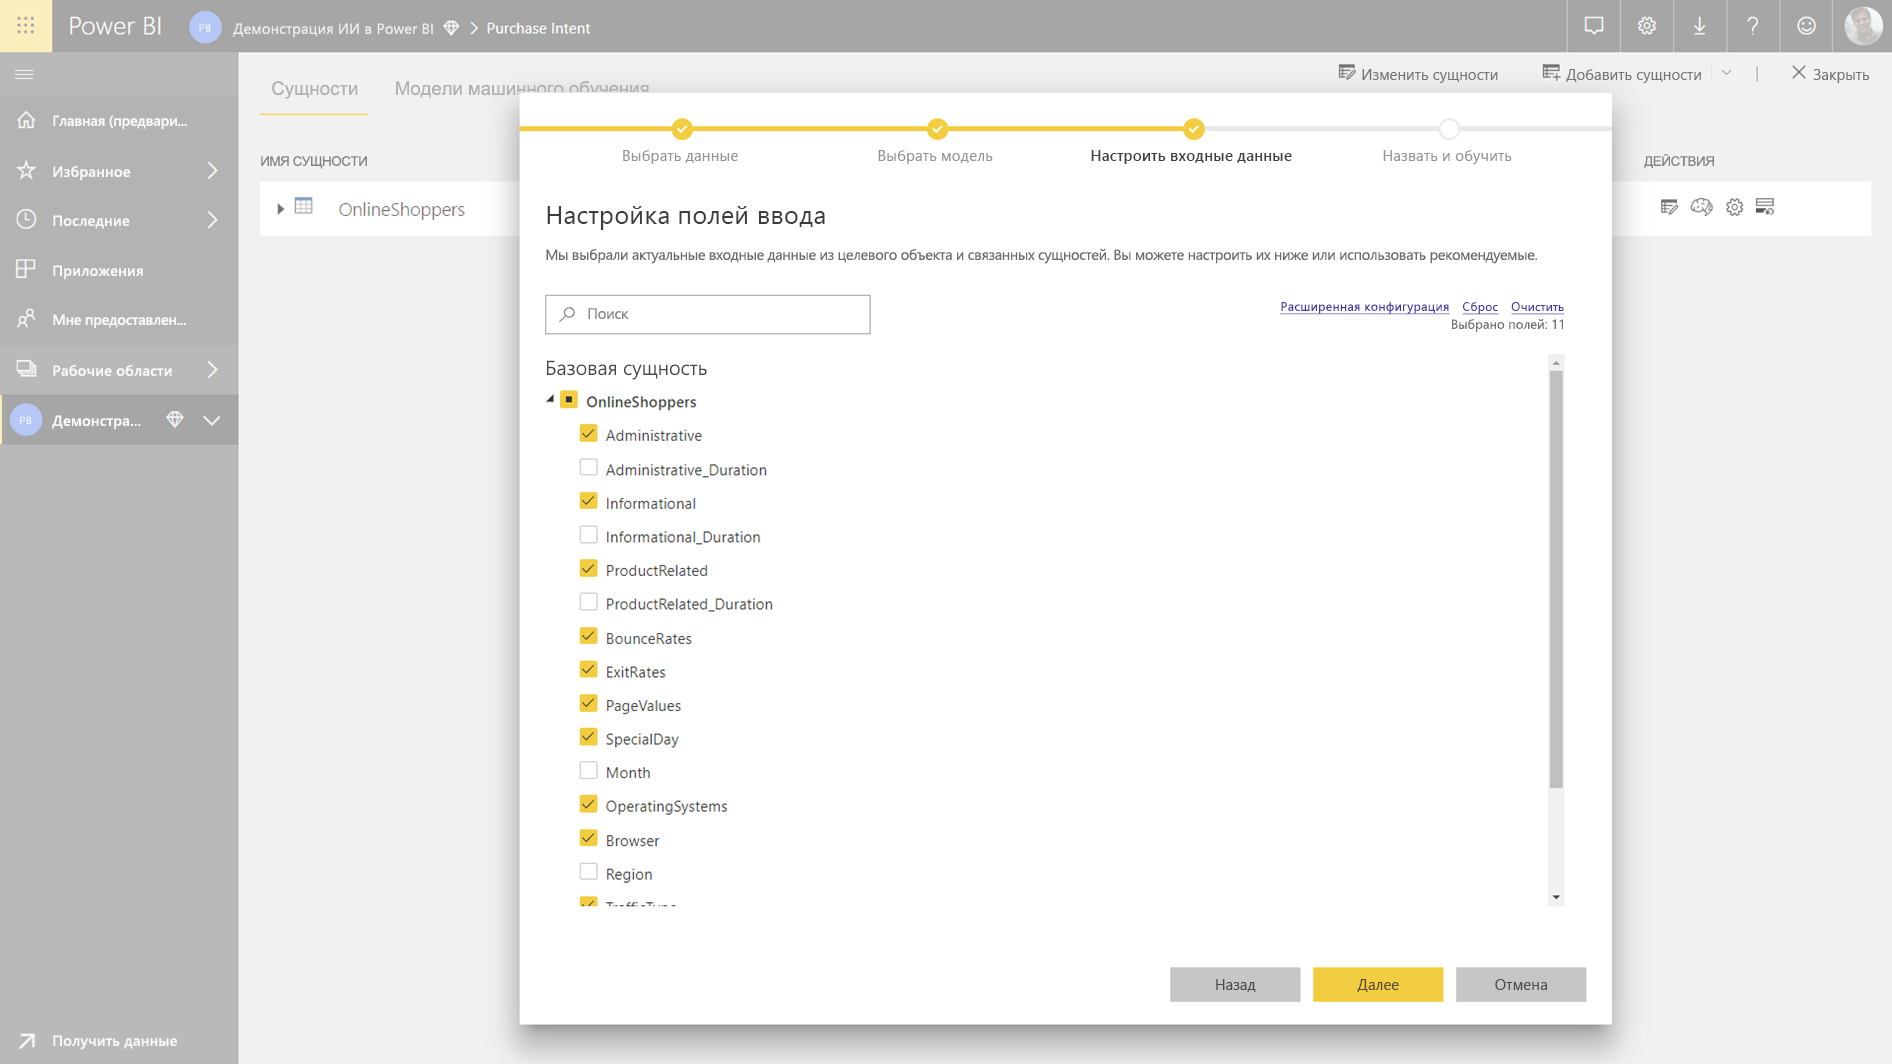 Power BI
PB
Демонстрация ИИ в Power BI
Purchase Intent
Главная (предвари...
Избранное
Последние
Приложения
Мне предоставлен...
Рабочие области
PB
Демонстра...
Получить данные
Сущности
Модели машинного обучения
Изменить сущности
Добавить сущности
Закрыть
ИМЯ СУЩНОСТИ
ДЕЙСТВИЯ
OnlineShoppers
Выбрать данные
Выбрать модель
Настроить входные данные
Назвать и обучить
Настройка полей ввода
Мы выбрали актуальные входные данные из целевого объекта и связанных сущностей. Вы можете настроить их ниже или использовать рекомендуемые.
Поиск
Расширенная конфигурация
Сброс
Очистить
Выбрано полей: 11
Базовая сущность
OnlineShoppers
Administrative
Administrative_Duration
Informational
Informational_Duration
ProductRelated
ProductRelated_Duration
BounceRates
ExitRates
PageValues
SpecialDay
Month
OperatingSystems
Browser
Region
TrafficType
Назад
Далее
Отмена